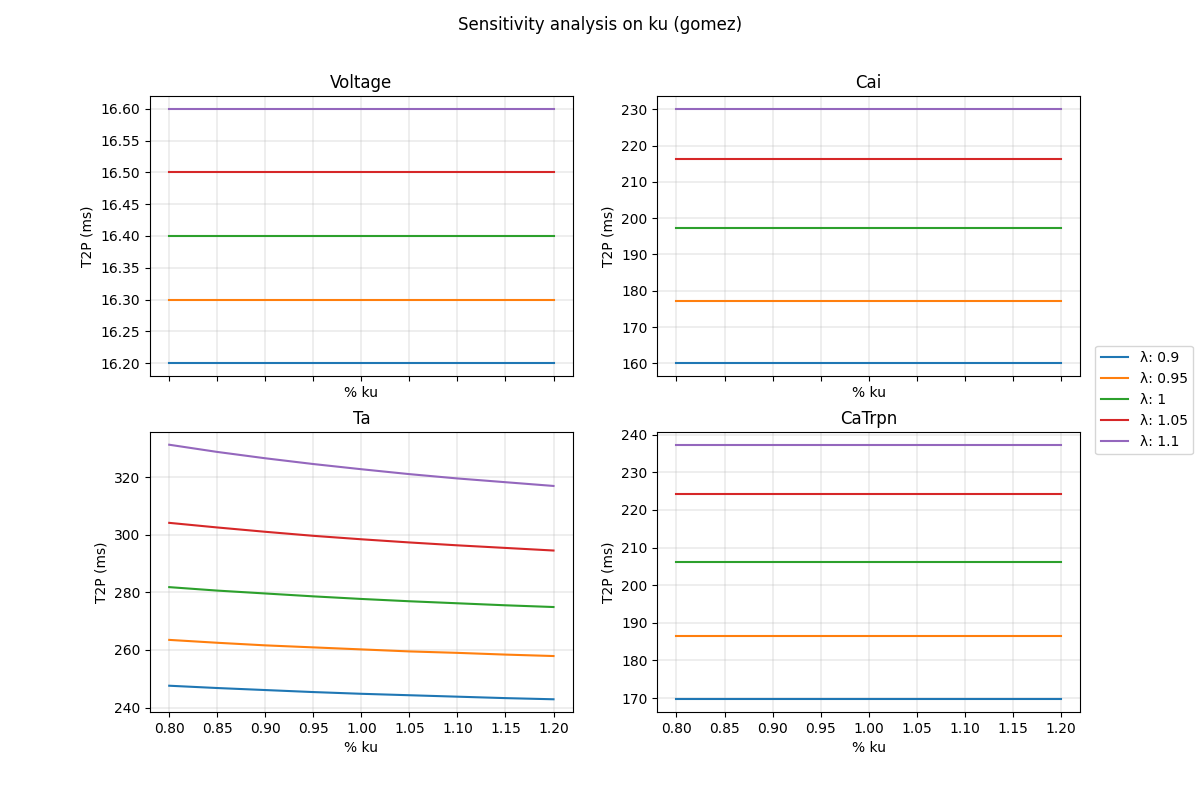 Sensitivity analysis on ku (gomez)
Voltage
T2P (ms)
16.60
16.55
16.50
16.45
16.40
16.35
16.30
16.25
16.20
% ku
Cai
T2P (ms)
230
220
210
200
190
180
170
160
% ku
λ: 0.9
λ: 0.95
λ: 1
λ: 1.05
λ: 1.1
Ta
T2P (ms)
320
300
280
260
240
0.80 0.85 0.90 0.95 1.00 1.05 1.10 1.15 1.20
% ku
CaTrpn
T2P (ms)
240
230
220
210
200
190
180
170
0.80 0.85 0.90 0.95 1.00 1.05 1.10 1.15 1.20
% ku